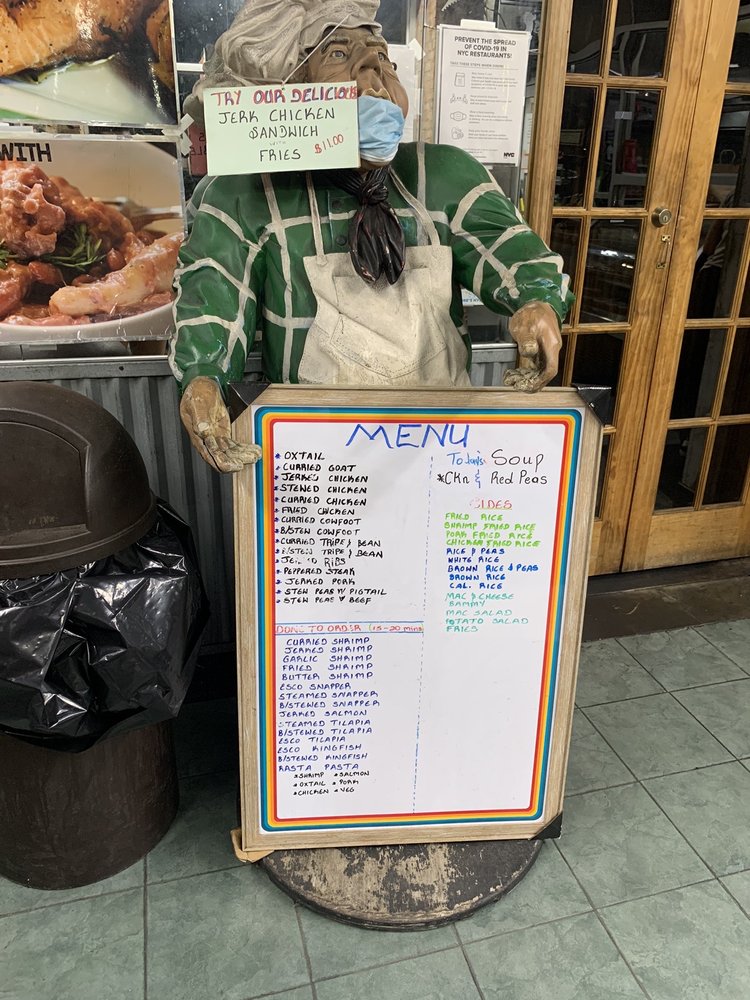 WITH
TRY OUR DELICIOUS
JERK CHICKEN
SANDWICH
WITH
FRIES $11.00
PREVENT THE SPREAD
OF COVID-19 IN
NYC RESTAURANTS!
NYC
MENU
* OXTAIL
* CURRIED GOAT
* JERKED CHICKEN
* STEWED CHICKEN
* CURRIED CHICKEN
* FRIED CHICKEN
* CURRIED COWFOOT
* B/STEW COWFOOT
* CURRIED TRIPE & BEAN
* B/STEW TRIPE & BEAN
* RIBS
* PEPPERED STEAK
* JERKED PORK
* STEW PEAS W/ PIGTAIL
* STEW PEAS W BEEF
DONE TO ORDER (15-20 mins
CURRIED SHRIMP
JERKED SHRIMP
GARLIC SHRIMP
FRIED SHRIMP
BUTTER SHRIMP
ESCO SNAPPER
STEAMED SNAPPER
B/STEWED SNAPPER
JERKED SALMON
STEAMED TILAPIA
B/STEWED TILAPIA
ESCO TILAPIA
ESCO KINGFISH
B/STEWED KINGFISH
RASTA PASTA
* SHRIMP * SALMON
* OXTAIL * PORK
* CHICKEN * VEG
Today's Soup
* CKn & Red Peas
SIDES
FRIED RICE
SHRIMP FRIED RICE
PORK FRIED RICE
CHICKEN FRIED RICE
RICE & PEAS
WHITE RICE
BROWN RICE & PEAS
BROWN RICE
CAL. RICE
MAC & CHEESE
BAMMY
MAC SALAD
POTATO SALAD
FRIES